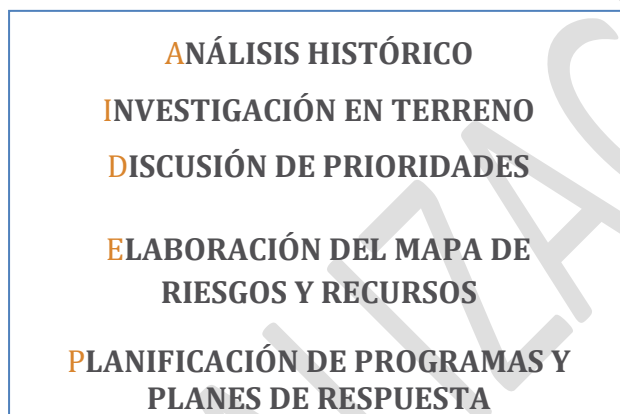 ANÁLISIS HISTÓRICO
INVESTIGACIÓN EN TERRENO
DISCUSIÓN DE PRIORIDADES
ELABORACIÓN DEL MAPA DE
RIESGOS Y RECURSOS
PLANIFICACIÓN DE PROGRAMAS Y
PLANES DE RESPUESTA